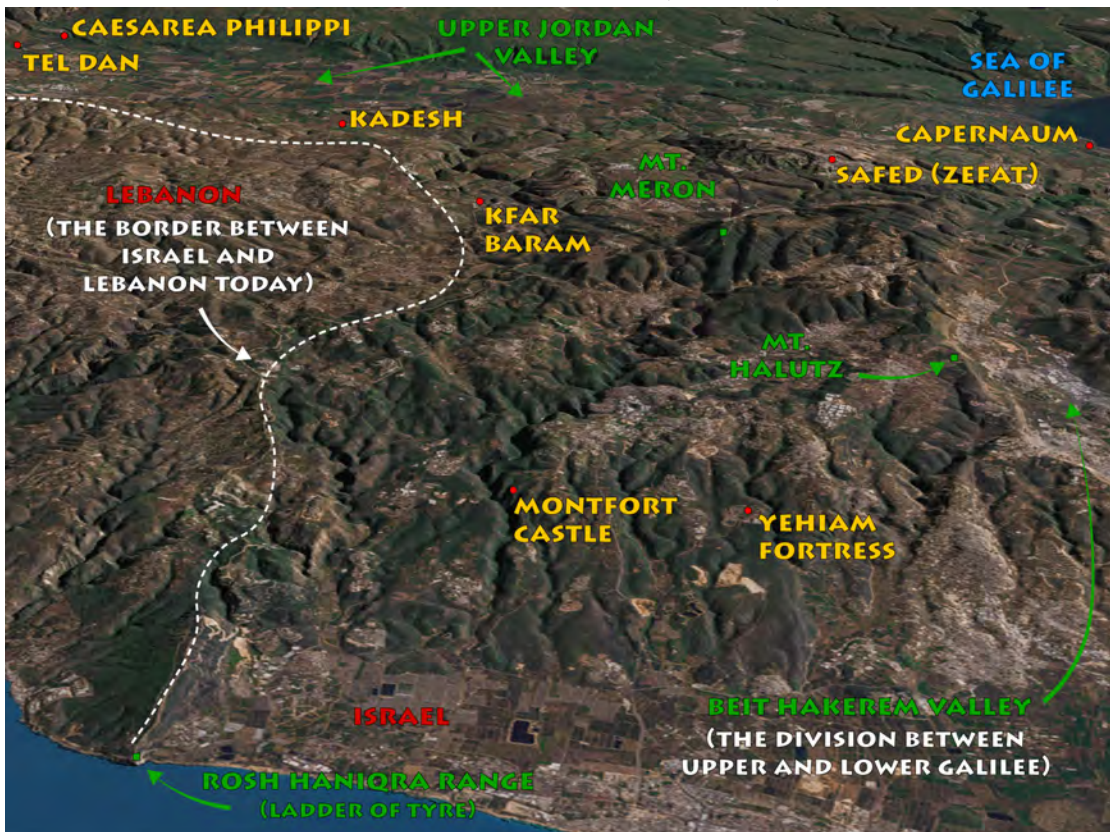 CAESAREA PHILIPPI
TEL DAN
UPPER JORDAN
VALLEY
SEA OF
GALILEE
KADESH
CAPERNAUM
MT.
MERON
SAFED (ZEFAT)
LEBANON
(THE BORDER BETWEEN
ISRAEL AND
LEBANON TODAY)
KFAR
BARAM
MT.
HALUTZ
MONTFORT
CASTLE
YEHIAM
FORTRESS
ISRAEL
BEIT HAKEREM VALLEY
(THE DIVISION BETWEEN
UPPER AND LOWER GALILEE)
ROSH HANIQRA RANGE
(LADDER OF TYRE)